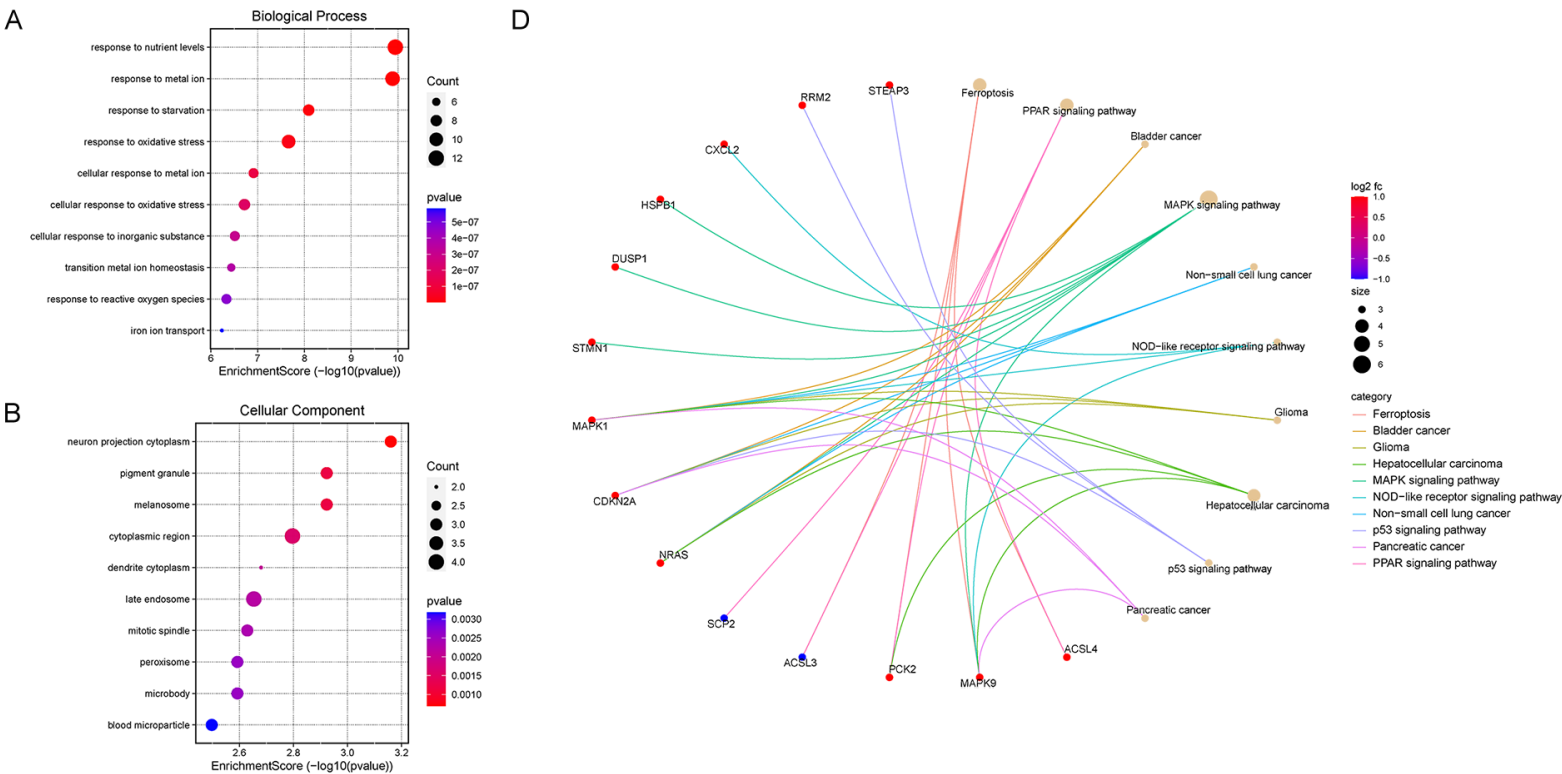 A
Biological Process
response to nutrient levels
response to metal ion
response to starvation
response to oxidative stress
cellular response to metal ion
cellular response to oxidative stress
cellular response to inorganic substance
transition metal ion homeostasis
response to reactive oxygen species
iron ion transport
6 7 8 9 10
EnrichmentScore (−log10(pvalue))
Count
6
8
10
12
pvalue
5e−07
4e−07
3e−07
2e−07
1e−07
B
Cellular Component
neuron projection cytoplasm
pigment granule
melanosome
cytoplasmic region
dendrite cytoplasm
late endosome
mitotic spindle
peroxisome
microbody
blood microparticle
2.6 2.8 3.0 3.2
EnrichmentScore (−log10(pvalue))
Count
2.0
2.5
3.0
3.5
4.0
pvalue
0.0030
0.0025
0.0020
0.0015
0.0010
D
STEAP3
RRM2
CXCL2
HSPB1
DUSP1
STMN1
MAPK1
CDKN2A
NRAS
SCP2
ACSL3
PCK2
MAPK9
ACSL4
Ferroptosis
PPAR signaling pathway
Bladder cancer
MAPK signaling pathway
Non−small cell lung cancer
NOD−like receptor signaling pathway
Glioma
Hepatocellular carcinoma
p53 signaling pathway
Pancreatic cancer
log2 fc
1.0
0.5
0.0
−0.5
−1.0
size
3
4
5
6
category
Ferroptosis
Bladder cancer
Glioma
Hepatocellular carcinoma
MAPK signaling pathway
NOD−like receptor signaling pathway
Non−small cell lung cancer
p53 signaling pathway
Pancreatic cancer
PPAR signaling pathway